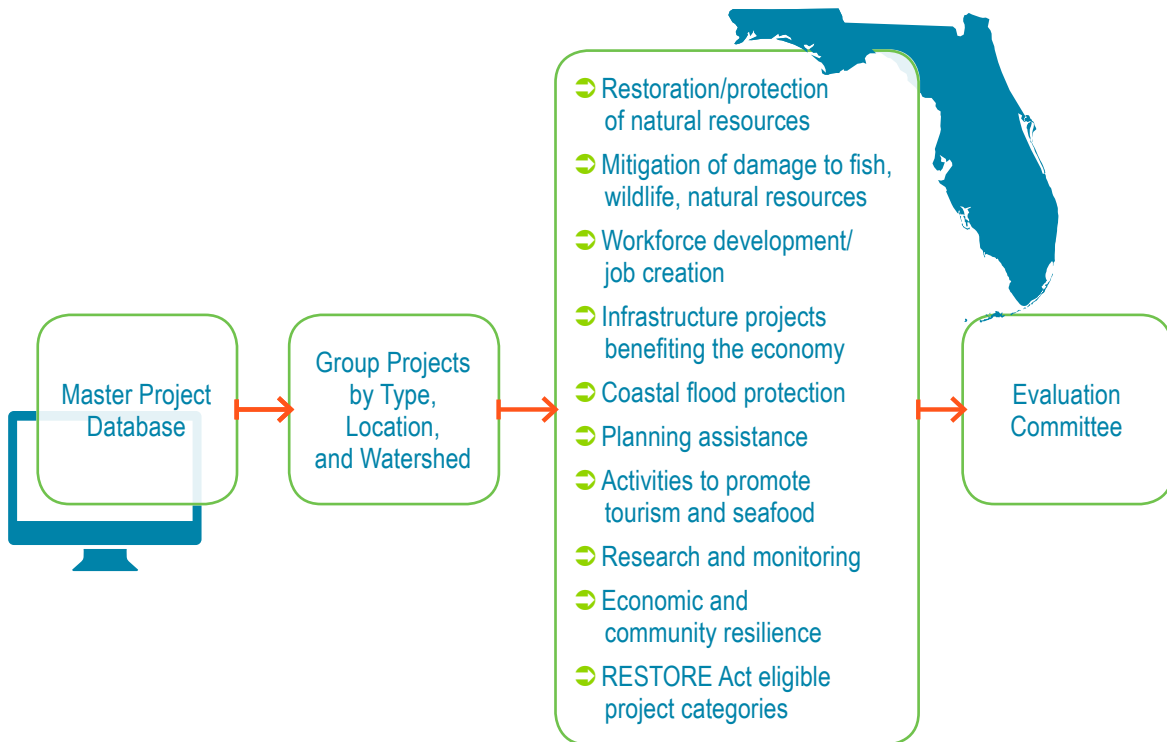 Master Project
Database
Group Projects
by Type,
Location,
and Watershed
Restoration/protection
of natural resources
Mitigation of damage to fish,
wildlife, natural resources
Workforce development/
job creation
Infrastructure projects
benefiting the economy
Coastal flood protection
Planning assistance
Activities to promote
tourism and seafood
Research and monitoring
Economic and
community resilience
RESTORE Act eligible
project categories
Evaluation
Committee